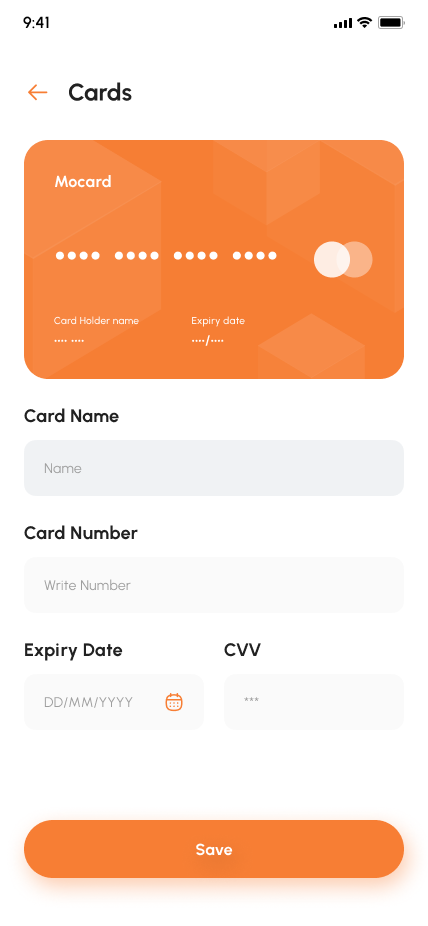 9:41
Cards
Mocard
•••• •••• •••• ••••
Card Holder name
Expiry date
•••• ••••
••••/••••
Card Name
Name
Card Number
Write Number
Expiry Date
CVV
DD/MM/YYYY
***
Save